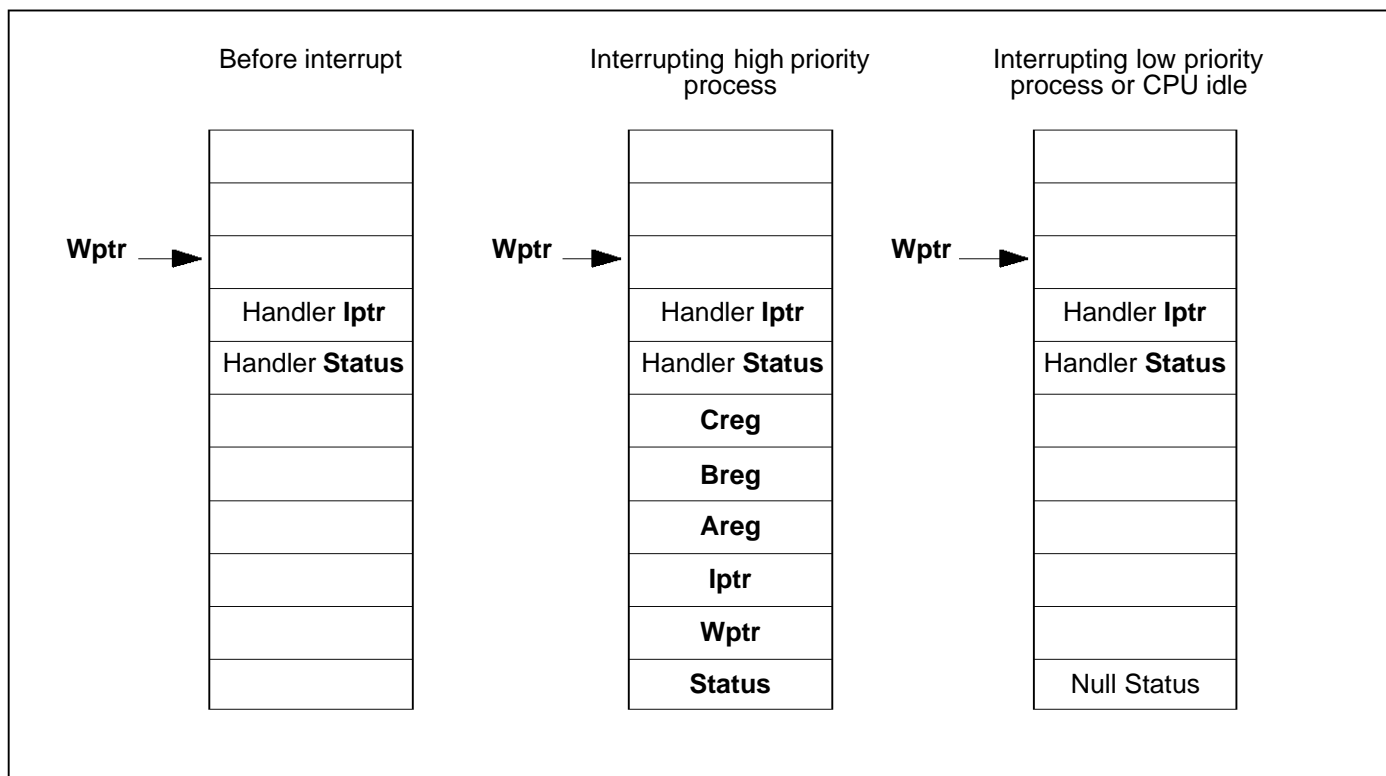 Before interrupt
Wptr
Handler Iptr
Handler Status
Interrupting high priority
process
Wptr
Handler Iptr
Handler Status
Creg
Breg
Areg
Iptr
Wptr
Status
Interrupting low priority
process or CPU idle
Wptr
Handler Iptr
Handler Status
Null Status